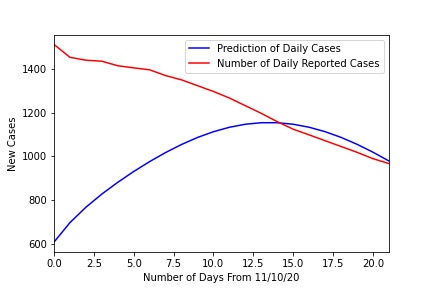 Prediction of Daily Cases
Number of Daily Reported Cases
New Cases
1400
1200
1000
800
600
0.0 2.5 5.0 7.5 10.0 12.5 15.0 17.5 20.0
Number of Days From 11/10/20